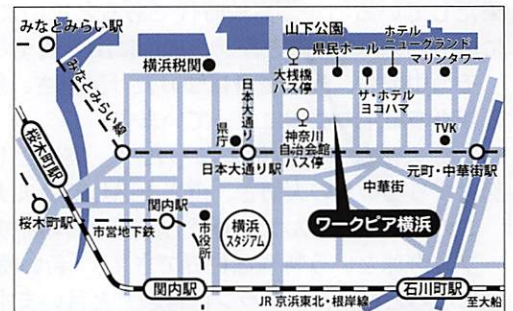 みなとみらい駅
山下公園
ホテル
ニューグランド
県民ホール
マリンタワー
横浜税関
大桟橋
バス停
ザ・ホテル
ヨコハマ
みなとみらい線
日本大通り
県庁
神奈川
自治会館
バス停
TVK
桜木町駅
日本大通り駅
元町・中華街駅
中華街
桜木町駅
関内駅
市営地下鉄
市役所
横浜
スタジアム
ワークピア横浜
関内駅
石川町駅
JR 京浜東北・根岸線
至大船